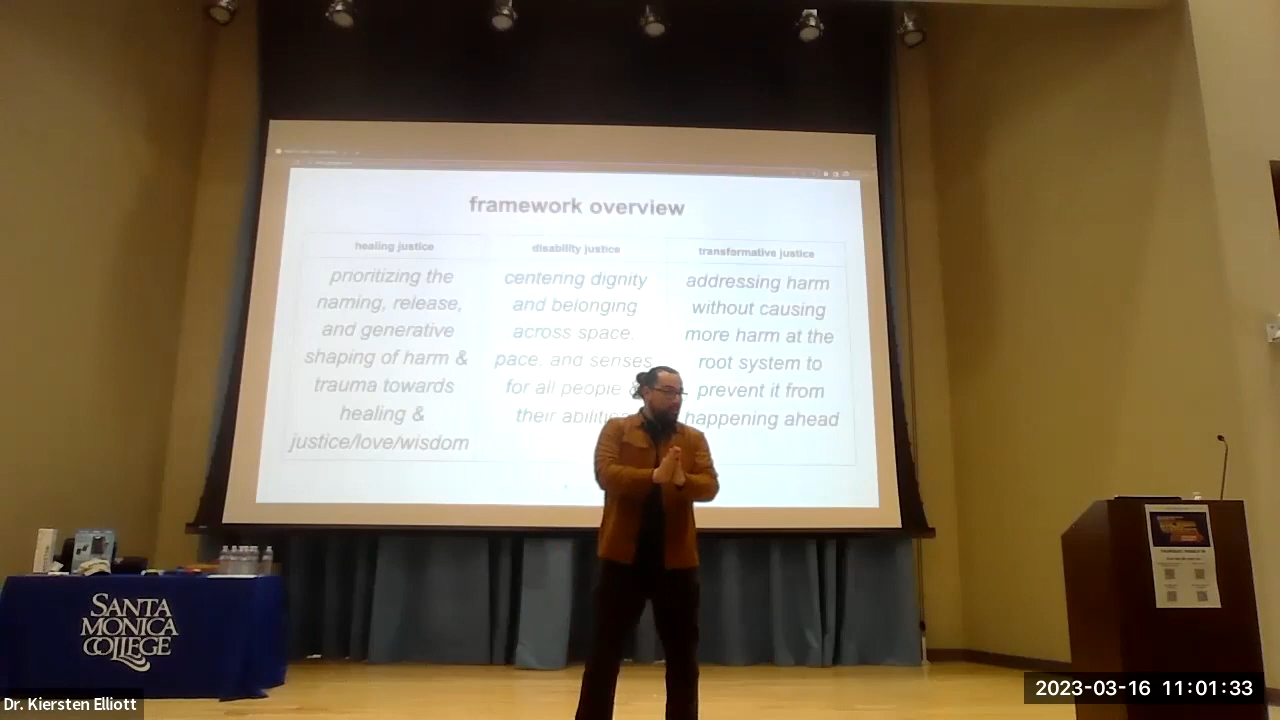 framework overview
healing justice
prioritizing the
naming, release,
and generative
shaping of harm &
trauma towards
healing &
justice/love/wisdom
disability justice
centering dignity
and belonging
across space,
pace, and senses
for all people &
their abilities
transformative justice
addressing harm
without causing
more harm at the
root system to
prevent it from
happening ahead
SANTA
MONICA
COLLEGE
Dr. Kiersten Elliott
2023-03-16 11:01:33